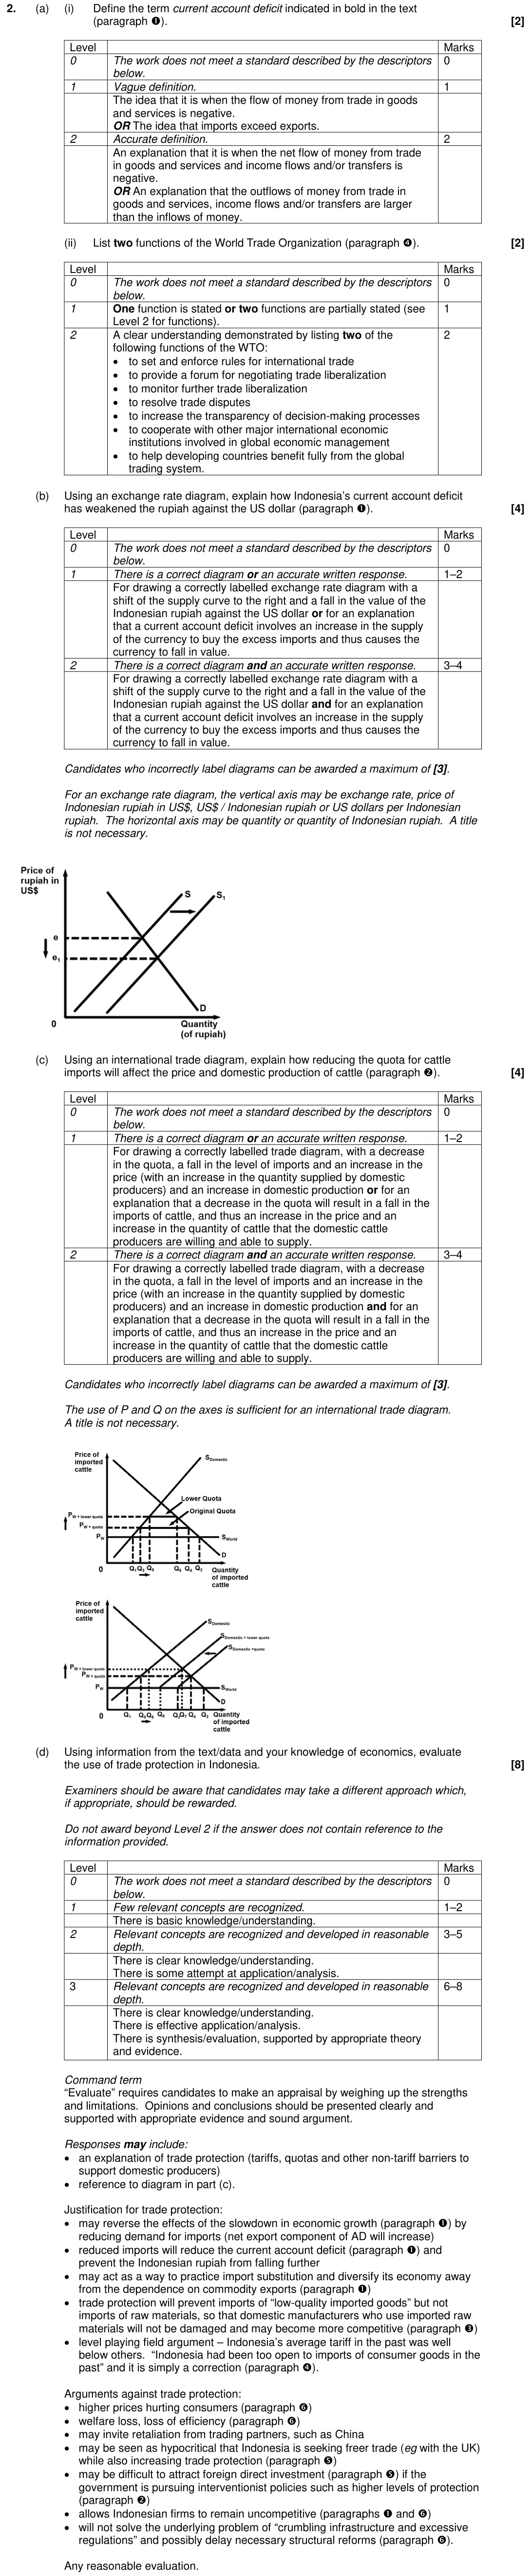 2. (a) (i) Define the term current account deficit indicated in bold in the text
(paragraph ❶). [2]
Level Marks
0 The work does not meet a standard described by the descriptors 0
below.
1 Vague definition. 1
The idea that it is when the flow of money from trade in goods
and services is negative.
OR The idea that imports exceed exports.
2 Accurate definition. 2
An explanation that it is when the net flow of money from trade
in goods and services and income flows and/or transfers is
negative.
OR An explanation that the outflows of money from trade in
goods and services, income flows and/or transfers are larger
than the inflows of money.
(ii) List two functions of the World Trade Organization (paragraph ❹). [2]
Level Marks
0 The work does not meet a standard described by the descriptors 0
below.
1 One function is stated or two functions are partially stated (see 1
Level 2 for functions).
2 A clear understanding demonstrated by listing two of the 2
following functions of the WTO:
• to set and enforce rules for international trade
• to provide a forum for negotiating trade liberalization
• to monitor further trade liberalization
• to resolve trade disputes
• to increase the transparency of decision-making processes
• to cooperate with other major international economic
institutions involved in global economic management
• to help developing countries benefit fully from the global
trading system.
(b) Using an exchange rate diagram, explain how Indonesia's current account deficit
has weakened the rupiah against the US dollar (paragraph ❶). [4]
Level Marks
0 The work does not meet a standard described by the descriptors 0
below.
1 There is a correct diagram or an accurate written response. 1–2
For drawing a correctly labelled exchange rate diagram with a
shift of the supply curve to the right and a fall in the value of the
Indonesian rupiah against the US dollar or for an explanation
that a current account deficit involves an increase in the supply
of the currency to buy the excess imports and thus causes the
currency to fall in value.
2 There is a correct diagram and an accurate written response. 3–4
For drawing a correctly labelled exchange rate diagram with a
shift of the supply curve to the right and a fall in the value of the
Indonesian rupiah against the US dollar and for an explanation
that a current account deficit involves an increase in the supply
of the currency to buy the excess imports and thus causes the
currency to fall in value.
Candidates who incorrectly label diagrams can be awarded a maximum of [3].
For an exchange rate diagram, the vertical axis may be exchange rate, price of
Indonesian rupiah in US$, US$ / Indonesian rupiah or US dollars per Indonesian
rupiah. The horizontal axis may be quantity or quantity of Indonesian rupiah. A title
is not necessary.
Price of
rupiah in
US$
S
S1
e
e1
D
0
Quantity
(of rupiah)
(c) Using an international trade diagram, explain how reducing the quota for cattle
imports will affect the price and domestic production of cattle (paragraph ❷). [4]
Level Marks
0 The work does not meet a standard described by the descriptors 0
below.
1 There is a correct diagram or an accurate written response. 1–2
For drawing a correctly labelled trade diagram, with a decrease
in the quota, a fall in the level of imports and an increase in the
price (with an increase in the quantity supplied by domestic
producers) and an increase in domestic production or for an
explanation that a decrease in the quota will result in a fall in the
imports of cattle, and thus an increase in the price and an
increase in the quantity of cattle that the domestic cattle
producers are willing and able to supply.
2 There is a correct diagram and an accurate written response. 3–4
For drawing a correctly labelled trade diagram, with a decrease
in the quota, a fall in the level of imports and an increase in the
price (with an increase in the quantity supplied by domestic
producers) and an increase in domestic production and for an
explanation that a decrease in the quota will result in a fall in the
imports of cattle, and thus an increase in the price and an
increase in the quantity of cattle that the domestic cattle
producers are willing and able to supply.
Candidates who incorrectly label diagrams can be awarded a maximum of [3].
The use of P and Q on the axes is sufficient for an international trade diagram.
A title is not necessary.
Price of
imported
cattle
SDomestic
Lower Quota
Original Quota
PW + lower quota
PW + quota
PW
SWorld
D
0
Quantity
of imported
cattle
Price of
imported
cattle
SDomestic
SDomestic + lower quota
SDomestic +quota
PW + lower quota
PW + quota
PW
SWorld
D
0
Quantity
of imported
cattle
(d) Using information from the text/data and your knowledge of economics, evaluate
the use of trade protection in Indonesia. [8]
Examiners should be aware that candidates may take a different approach which,
if appropriate, should be rewarded.
Do not award beyond Level 2 if the answer does not contain reference to the
information provided.
Level Marks
0 The work does not meet a standard described by the descriptors 0
below.
1 Few relevant concepts are recognized. 1–2
There is basic knowledge/understanding.
2 Relevant concepts are recognized and developed in reasonable 3–5
depth.
There is clear knowledge/understanding.
There is some attempt at application/analysis.
3 Relevant concepts are recognized and developed in reasonable 6–8
depth.
There is clear knowledge/understanding.
There is effective application/analysis.
There is synthesis/evaluation, supported by appropriate theory
and evidence.
Command term
"Evaluate" requires candidates to make an appraisal by weighing up the strengths
and limitations. Opinions and conclusions should be presented clearly and
supported with appropriate evidence and sound argument.
Responses may include:
• an explanation of trade protection (tariffs, quotas and other non-tariff barriers to
support domestic producers)
• reference to diagram in part (c).
Justification for trade protection:
• may reverse the effects of the slowdown in economic growth (paragraph ❶) by
reducing demand for imports (net export component of AD will increase)
• reduced imports will reduce the current account deficit (paragraph ❶) and
prevent the Indonesian rupiah from falling further
• may act as a way to practice import substitution and diversify its economy away
from the dependence on commodity exports (paragraph ❶)
• trade protection will prevent imports of "low-quality imported goods" but not
imports of raw materials, so that domestic manufacturers who use imported raw
materials will not be damaged and may become more competitive (paragraph ❸)
• level playing field argument – Indonesia's average tariff in the past was well
below others. "Indonesia had been too open to imports of consumer goods in the
past" and it is simply a correction (paragraph ❹).
Arguments against trade protection:
• higher prices hurting consumers (paragraph ❻)
• welfare loss, loss of efficiency (paragraph ❻)
• may invite retaliation from trading partners, such as China
• may be seen as hypocritical that Indonesia is seeking freer trade (eg with the UK)
while also increasing trade protection (paragraph ❺)
• may be difficult to attract foreign direct investment (paragraph ❺) if the
government is pursuing interventionist policies such as higher levels of protection
(paragraph ❷)
• allows Indonesian firms to remain uncompetitive (paragraphs ❶ and ❻)
• will not solve the underlying problem of "crumbling infrastructure and excessive
regulations" and possibly delay necessary structural reforms (paragraph ❻).
Any reasonable evaluation.